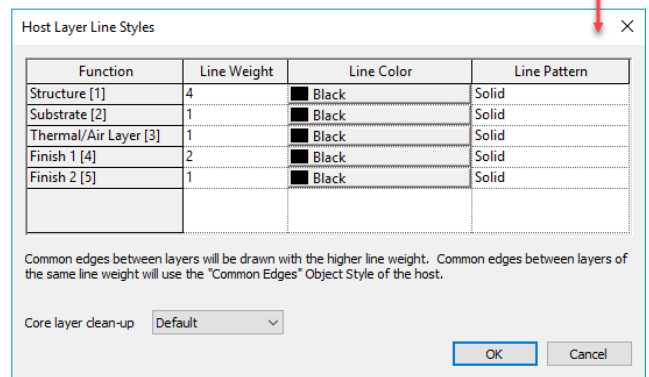 Host Layer Line Styles
Function Line Weight Line Color Line Pattern
Structure [1] 4 Black Solid
Substrate [2] 1 Black Solid
Thermal/Air Layer [3] 1 Black Solid
Finish 1 [4] 2 Black Solid
Finish 2 [5] 1 Black Solid
Common edges between layers will be drawn with the higher line weight. Common edges between layers of
the same line weight will use the "Common Edges" Object Style of the host.
Core layer clean-up Default
OK Cancel